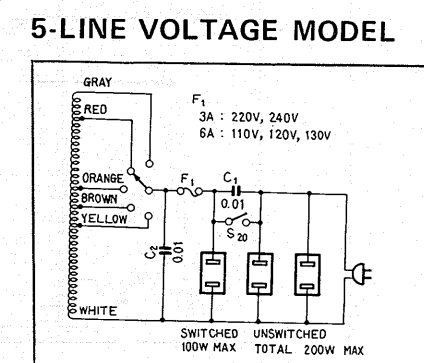 5-LINE VOLTAGE MODEL
GRAY
RED
F1
3A : 220V, 240V
6A : 110V, 120V, 130V
ORANGE
F1
C1
BROWN
0.01
YELLOW
S20
C2
0.01
WHITE
SWITCHED
100W MAX
UNSWITCHED
TOTAL 200W MAX